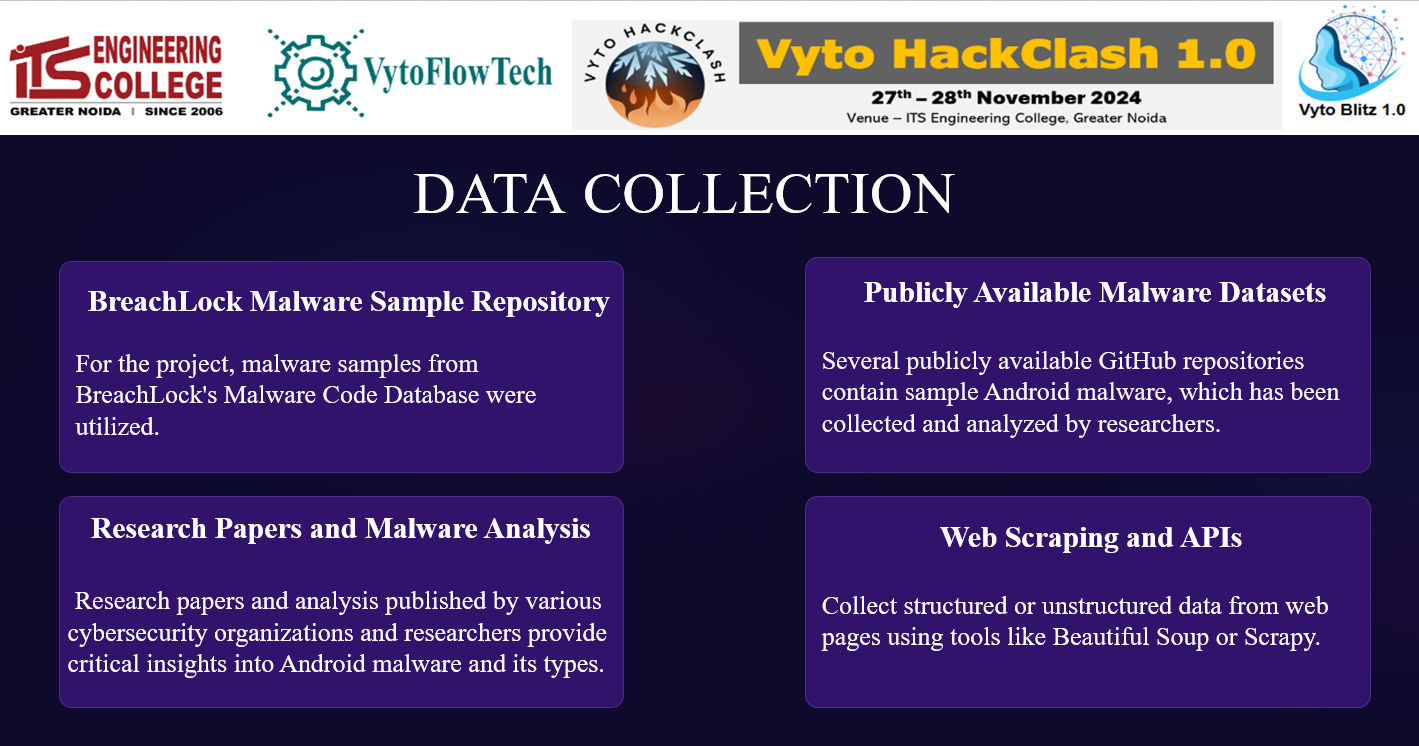 iTS ENGINEERING
COLLEGE
GREATER NOIDA | SINCE 2006
VytoFlowTech
VYTO HACKCLASH
Vyto HackClash 1.0
27th – 28th November 2024
Venue – ITS Engineering College, Greater Noida
Vyto Blitz 1.0
DATA COLLECTION
BreachLock Malware Sample Repository
For the project, malware samples from
BreachLock's Malware Code Database were
utilized.
Publicly Available Malware Datasets
Several publicly available GitHub repositories
contain sample Android malware, which has been
collected and analyzed by researchers.
Research Papers and Malware Analysis
Research papers and analysis published by various
cybersecurity organizations and researchers provide
critical insights into Android malware and its types.
Web Scraping and APIs
Collect structured or unstructured data from web
pages using tools like Beautiful Soup or Scrapy.